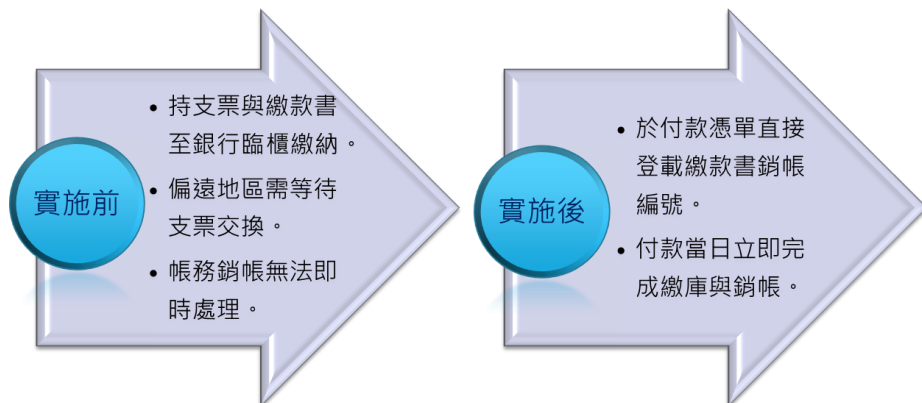 實施前
• 持支票與繳款書
至銀行臨櫃繳納。
• 偏遠地區需等待
支票交換。
• 帳務銷帳無法即
時處理。
實施後
• 於付款憑單直接
登載繳款書銷帳
編號。
• 付款當日立即完
成繳庫與銷帳。